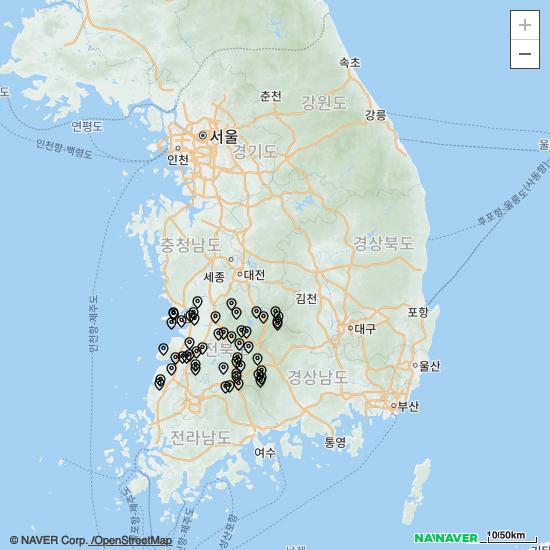 +
−
속초
춘천
강원도
강릉
도
연평도
서울
인천항-백령도
인천
경기도
울
후포항-울릉도(사동항)
충청남도
경상북도
세종
대전
인천항-제주도
김천
포항
대구
전북
울산
경상남도
부산
전라남도
여수
통영
© NAVER Corp. /OpenStreetMap
NAVER
10/50km